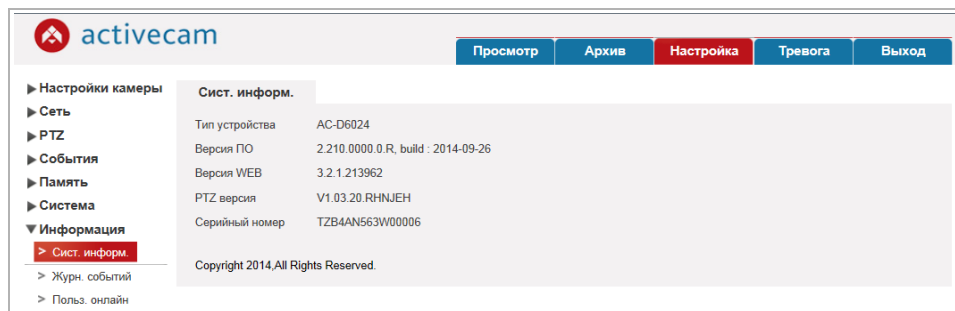 activecam
Просмотр Архив Настройка Тревога Выход
Настройки камеры
Сеть
PTZ
События
Память
Система
Информация
> Сист. информ.
> Журн. событий
> Польз. онлайн
Сист. информ.
Тип устройства AC-D6024
Версия ПО 2.210.0000.0.R, build : 2014-09-26
Версия WEB 3.2.1.213962
PTZ версия V1.03.20.RHNJEH
Серийный номер TZB4AN563W00006
Copyright 2014,All Rights Reserved.